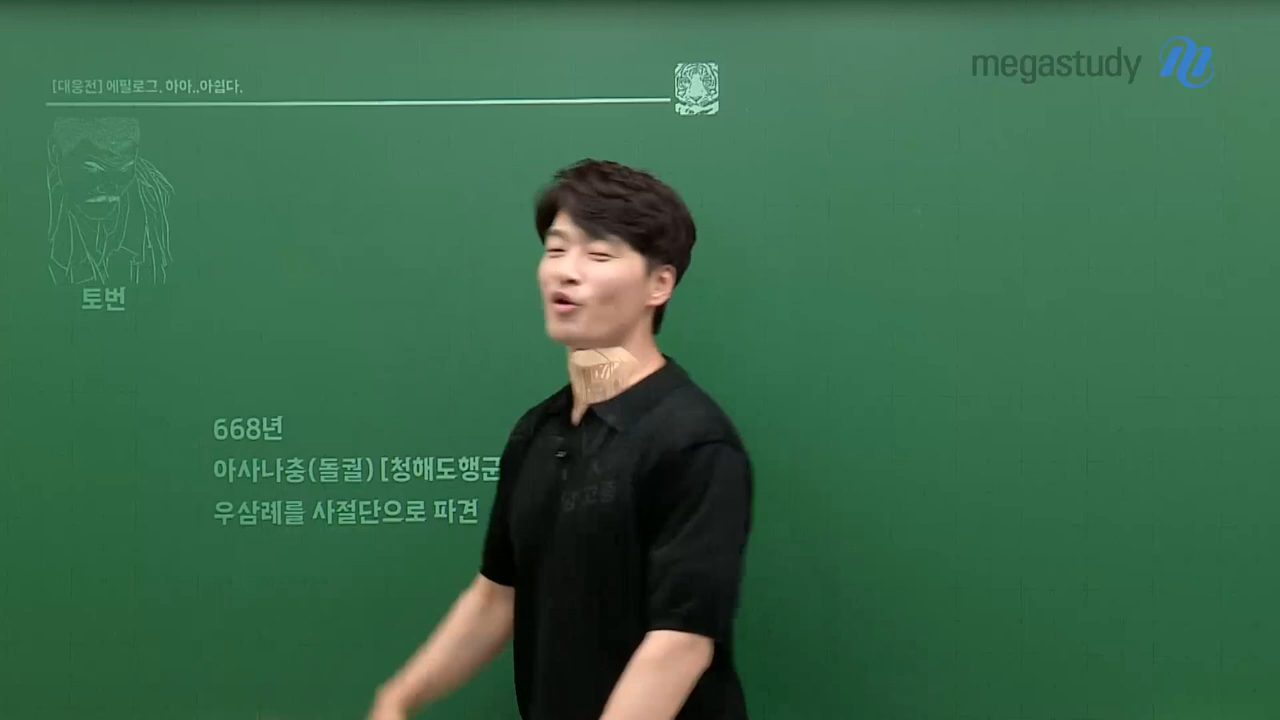 [대웅전] 에필로그. 하아..아쉽다.
megastudy
토번
668년
아사나충(돌궐) [청해도행군
우삼례를 사절단으로 파견